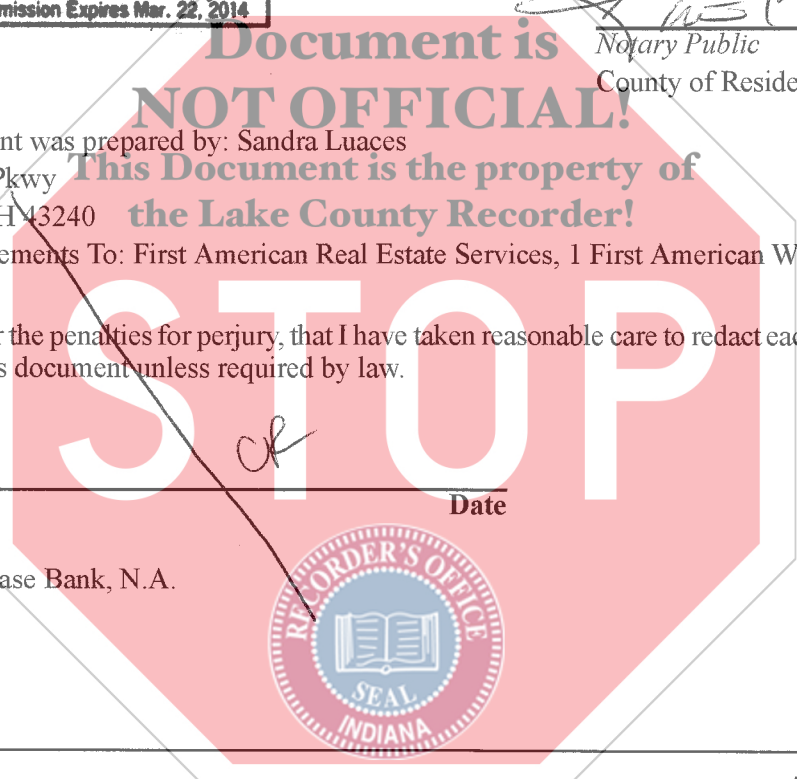 mission Expires Mar. 22, 2014
Document is
Notary Public
County of Reside
NOT OFFICIAL!
nt was prepared by: Sandra Luaces
Pkwy
This Document is the property of
H 43240
the Lake County Recorder!
ements To: First American Real Estate Services, 1 First American W
STOP
r the penalties for perjury, that I have taken reasonable care to redact eac
s document unless required by law.
CR
Date
ase Bank, N.A.
RECORDER'S OFFICE
SEAL
INDIANA